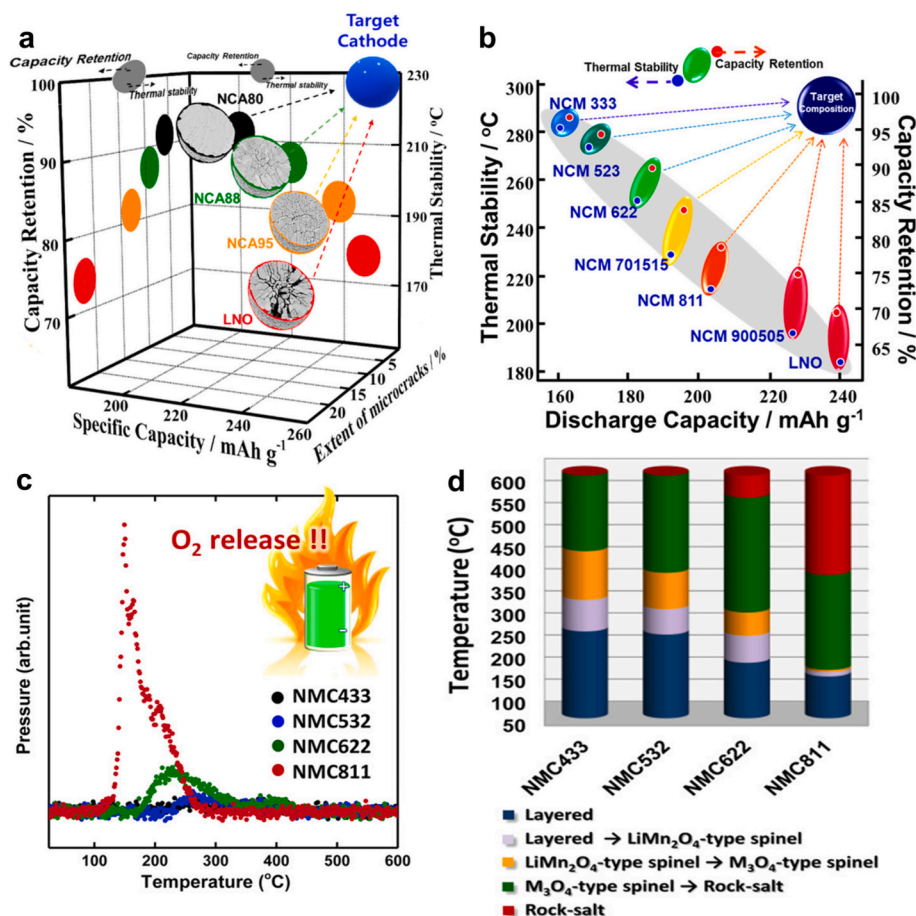 a
Target
Cathode
Capacity Retention
Thermal stability
Capacity Retention
Thermal stability
100
90
80
70
Capacity Retention / %
230
210
190
170
Thermal Stability / °C
NCA80
NCA88
NCA95
LNO
200
220
240
260
Specific Capacity / mAh g-1
5
10
15
20
Extent of microcracks / %
b
Thermal Stability
Capacity Retention
300
280
260
240
220
200
180
Thermal Stability / °C
100
95
90
85
80
75
70
65
Capacity Retention / %
NCM 333
NCM 523
NCM 622
NCM 701515
NCM 811
NCM 900505
LNO
Target
Composition
160 180 200 220 240
Discharge Capacity / mAh g-1
c
O2 release !!
+
-
NMC433
NMC532
NMC622
NMC811
Pressure (arb.unit)
100 200 300 400 500 600
Temperature (°C)
d
600
550
500
450
400
350
300
250
200
150
100
50
Temperature (°C)
NMC433
NMC532
NMC622
NMC811
Layered
Layered → LiMn2O4-type spinel
LiMn2O4-type spinel → M3O4-type spinel
M3O4-type spinel → Rock-salt
Rock-salt